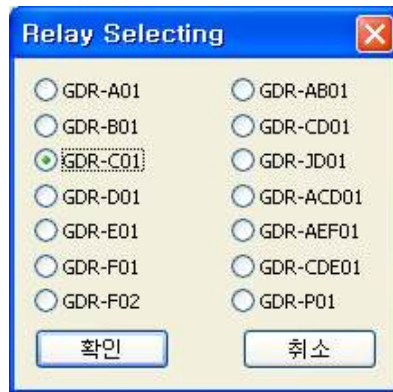 Relay Selecting
GDR-A01 GDR-AB01
GDR-B01 GDR-CD01
GDR-C01 GDR-JD01
GDR-D01 GDR-ACD01
GDR-E01 GDR-AEF01
GDR-F01 GDR-CDE01
GDR-F02 GDR-P01
확인 취소